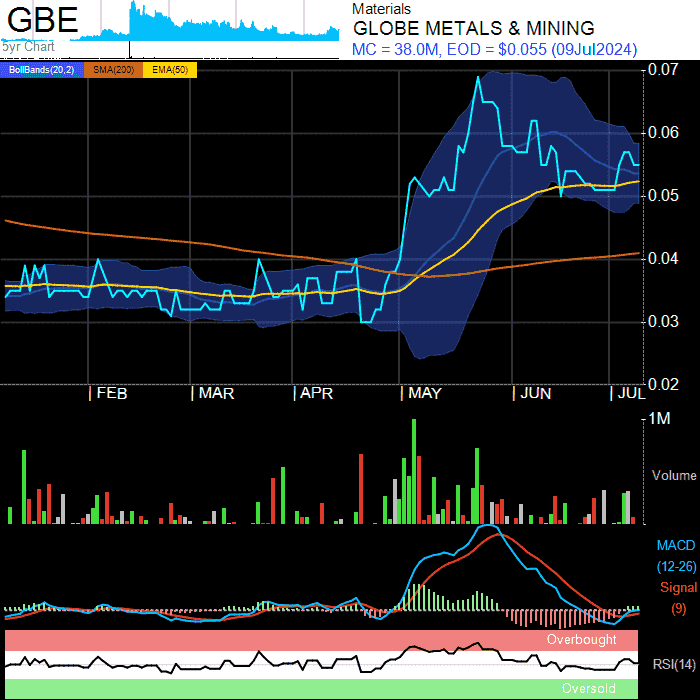 GBE
5yr Chart
Materials
GLOBE METALS & MINING
MC = 38.0M, EOD = $0.055 (09Jul2024)
BollBands(20,2) SMA(200) EMA(50)
0.07
0.06
0.05
0.04
0.03
0.02
FEB MAR APR MAY JUN JUL
1M
Volume
MACD
(12-26)
Signal
(9)
Overbought
RSI(14)
Oversold